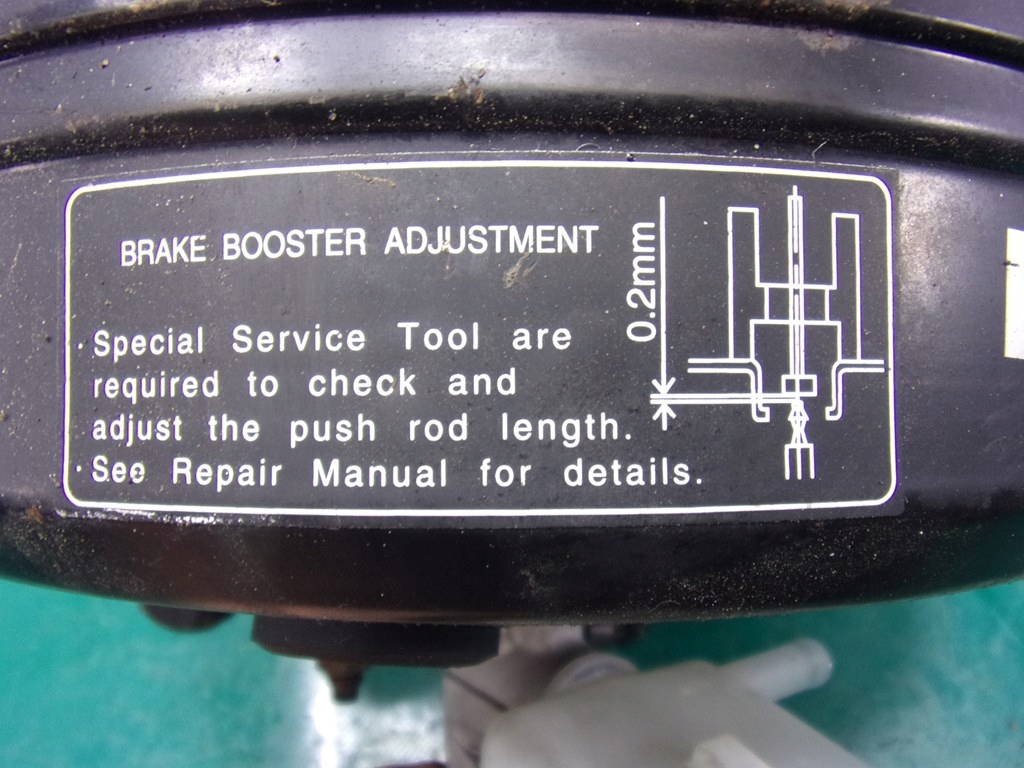 BRAKE BOOSTER ADJUSTMENT
· Special Service Tool are
required to check and
adjust the push rod length.
· See Repair Manual for details.
0.2mm